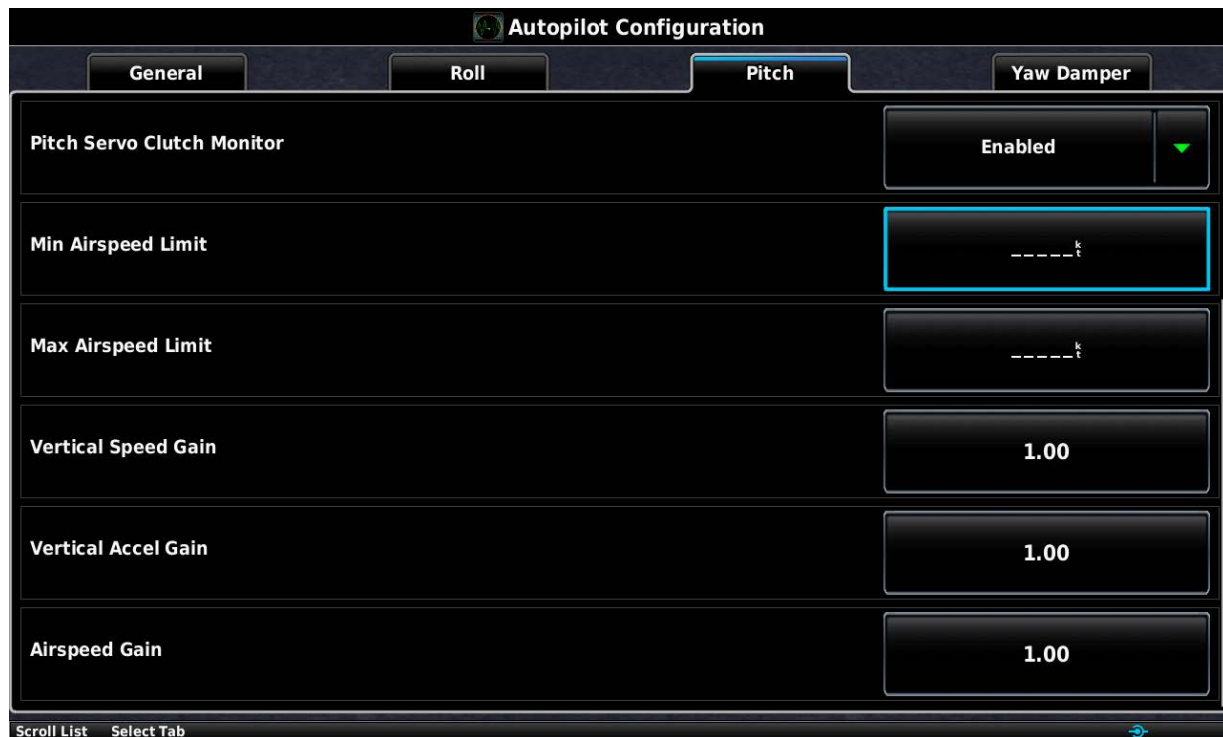 Autopilot Configuration
General Roll Pitch Yaw Damper
Pitch Servo Clutch Monitor Enabled
Min Airspeed Limit _____kt
Max Airspeed Limit _____kt
Vertical Speed Gain 1.00
Vertical Accel Gain 1.00
Airspeed Gain 1.00
Scroll List Select Tab